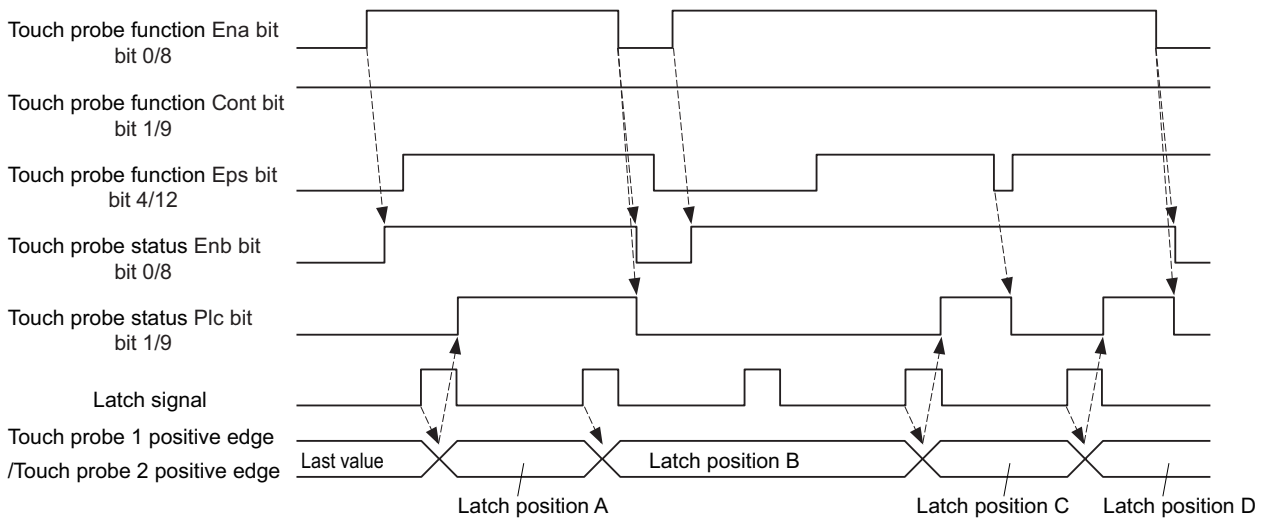 Touch probe function Ena bit
bit 0/8
Touch probe function Cont bit
bit 1/9
Touch probe function Eps bit
bit 4/12
Touch probe status Enb bit
bit 0/8
Touch probe status Plc bit
bit 1/9
Latch signal
Touch probe 1 positive edge
/Touch probe 2 positive edge
Last value
Latch position B
Latch position A
Latch position C
Latch position D